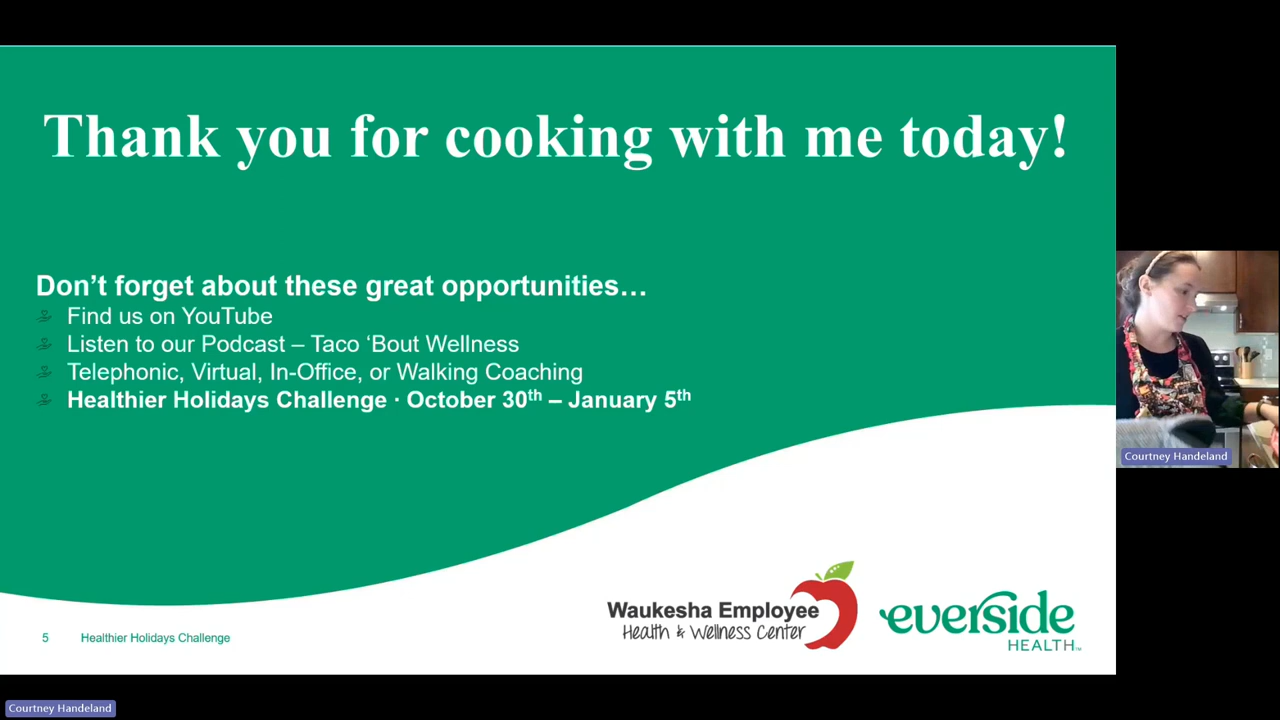 Thank you for cooking with me today!
Don’t forget about these great opportunities…
Find us on YouTube
Listen to our Podcast – Taco ‘Bout Wellness
Telephonic, Virtual, In-Office, or Walking Coaching
Healthier Holidays Challenge · October 30th – January 5th
Courtney Handeland
Waukesha Employee
Health & Wellness Center
everside
HEALTH™
5 Healthier Holidays Challenge
Courtney Handeland